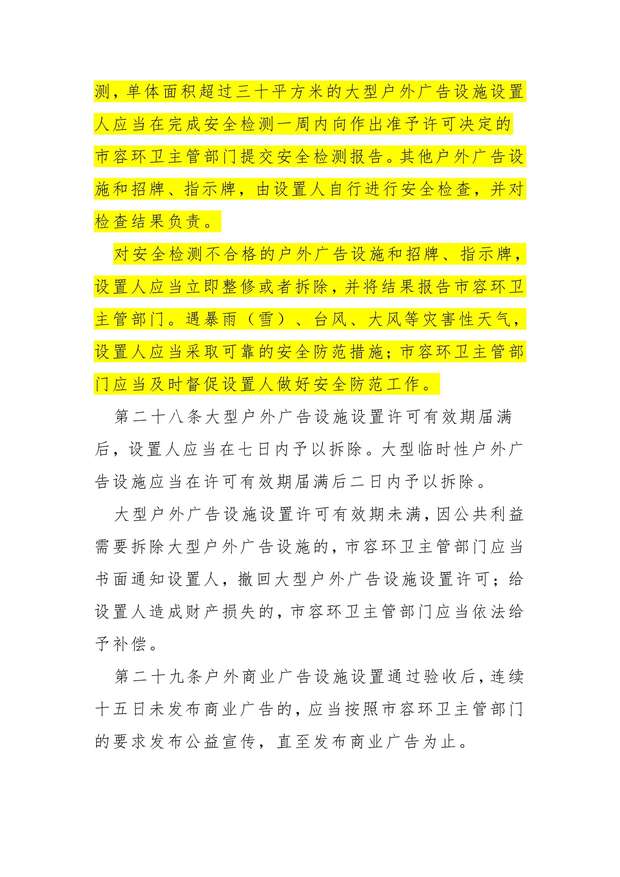 测，单体面积超过三十平方米的大型户外广告设施设置
人应当在完成安全检测一周内向作出准予许可决定的
市容环卫主管部门提交安全检测报告。其他户外广告设
施和招牌、指示牌，由设置人自行进行安全检查，并对
检查结果负责。
对安全检测不合格的户外广告设施和招牌、指示牌，
设置人应当立即整修或者拆除，并将结果报告市容环卫
主管部门。遇暴雨（雪）、台风、大风等灾害性天气，
设置人应当采取可靠的安全防范措施；市容环卫主管部
门应当及时督促设置人做好安全防范工作。
第二十八条大型户外广告设施设置许可有效期届满
后，设置人应当在七日内予以拆除。大型临时性户外广
告设施应当在许可有效期届满后二日内予以拆除。
大型户外广告设施设置许可有效期未满，因公共利益
需要拆除大型户外广告设施的，市容环卫主管部门应当
书面通知设置人，撤回大型户外广告设施设置许可；给
设置人造成财产损失的，市容环卫主管部门应当依法给
予补偿。
第二十九条户外商业广告设施设置通过验收后，连续
十五日未发布商业广告的，应当按照市容环卫主管部门
的要求发布公益宣传，直至发布商业广告为止。